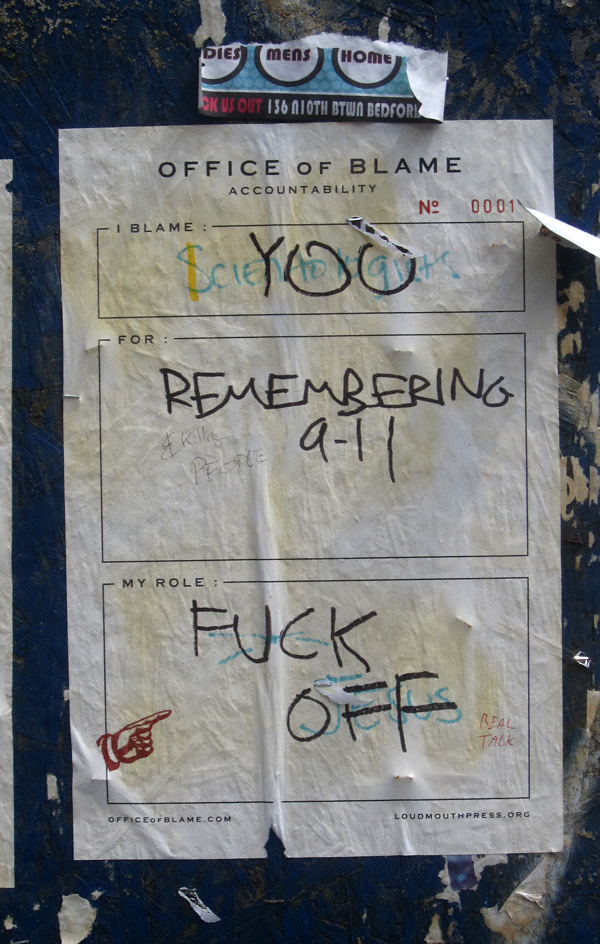 DIES MENS HOME
CK US OUT 136 N10TH BTWN BEDFORD
OFFICE OF BLAME
ACCOUNTABILITY
No 0001
I BLAME :
YOU
Scientologists
FOR :
REMEMBERING
9-11
& Killing
PEOPLE
MY ROLE :
FUCK
OFF
JESUS
REAL
TALK
OFFICEOFBLAME.COM LOUDMOUTHPRESS.ORG